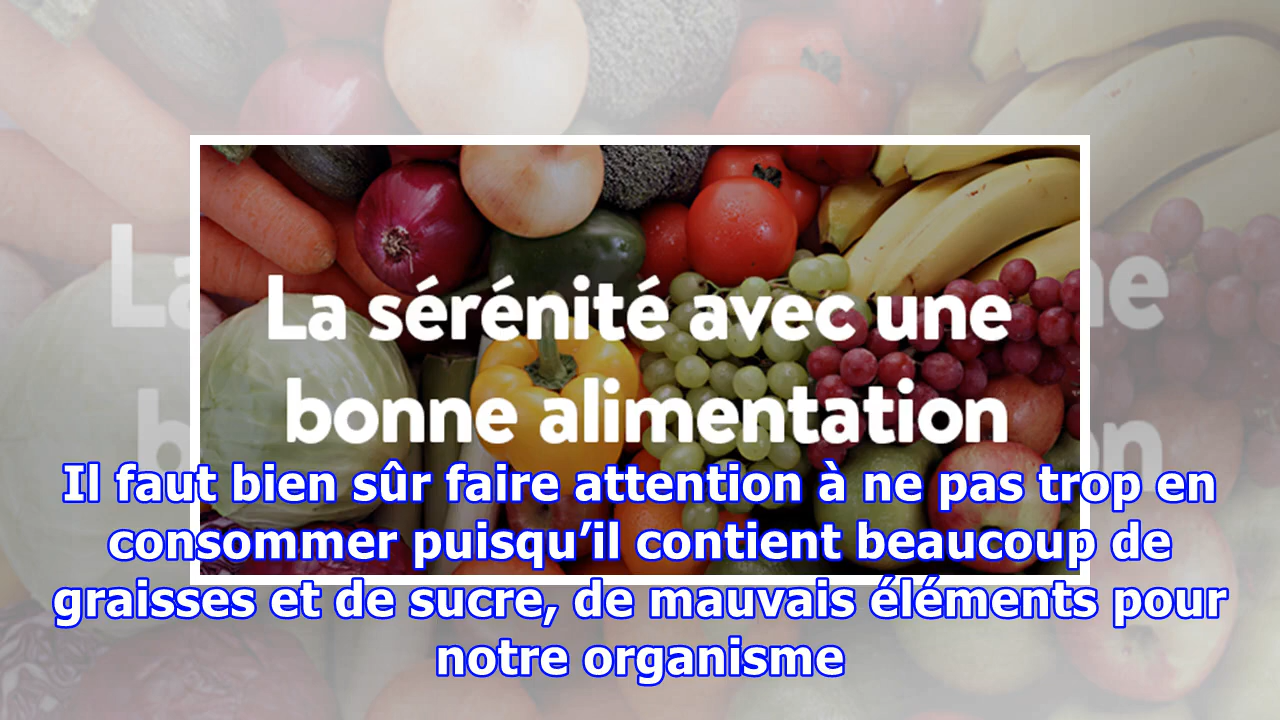 La sérénité avec une
bonne alimentation
Il faut bien sûr faire attention à ne pas trop en
consommer puisqu’il contient beaucoup de
graisses et de sucre, de mauvais éléments pour
notre organisme